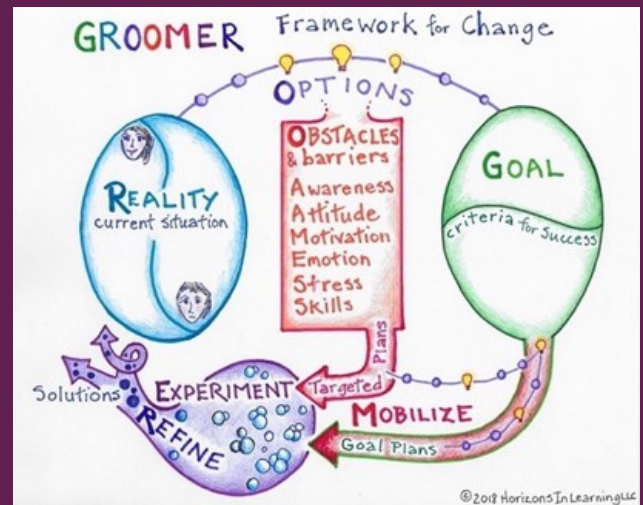 GROOMER Framework for Change
OPTIONS
REALITY
current situation
OBSTACLES
& barriers
Awareness
Attitude
Motivation
Emotion
Stress
Skills
GOAL
criteria for success
Plans
Targeted
MOBILIZE
Goal Plans
EXPERIMENT
REFINE
Solutions
©2018 HorizonsInLearningLLC